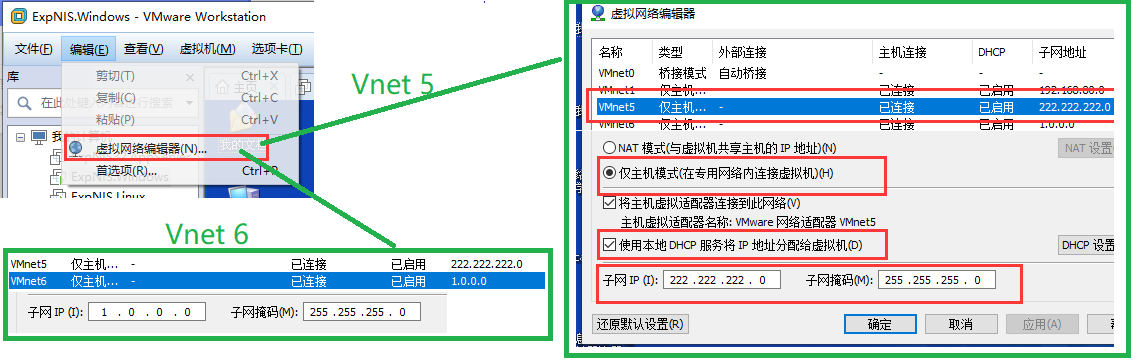 ExpNIS.Windows - VMware Workstation
文件(F) 编辑(E) 查看(V) 虚拟机(M) 选项卡(T)
库
剪切(T) Ctrl+X
主页
复制(C) Ctrl+C
粘贴(P) Ctrl+V
虚拟网络编辑器(N)...
首选项(R)... Ctrl+P
ExpNIS.Windows
ExpNIS.Linux
Vnet 5
Vnet 6
VMnet5 仅主机... - 已连接 已启用 222.222.222.0
VMnet6 仅主机... - 已连接 已启用 1.0.0.0
子网 IP (I): 1 . 0 . 0 . 0 子网掩码(M): 255 .255 .255 . 0
虚拟网络编辑器
名称 类型 外部连接 主机连接 DHCP 子网地址
VMnet0 桥接模式 自动桥接 - -
VMnet1 仅主机... - 已连接 已启用 192.168.88.0
VMnet5 仅主机... - 已连接 已启用 222.222.222.0
VMnet6 仅主机... - 已连接 已启用 1.0.0.0
NAT 模式(与虚拟机共享主机的 IP 地址)(N) NAT 设置
仅主机模式(在专用网络内连接虚拟机)(H)
将主机虚拟适配器连接到此网络(V)
主机虚拟适配器名称: VMware 网络适配器 VMnet5
使用本地 DHCP 服务将 IP 地址分配给虚拟机(D) DHCP 设置
子网 IP (I): 222 .222 .222 . 0 子网掩码(M): 255 .255 .255 . 0
还原默认设置(R) 确定 取消 应用(A)